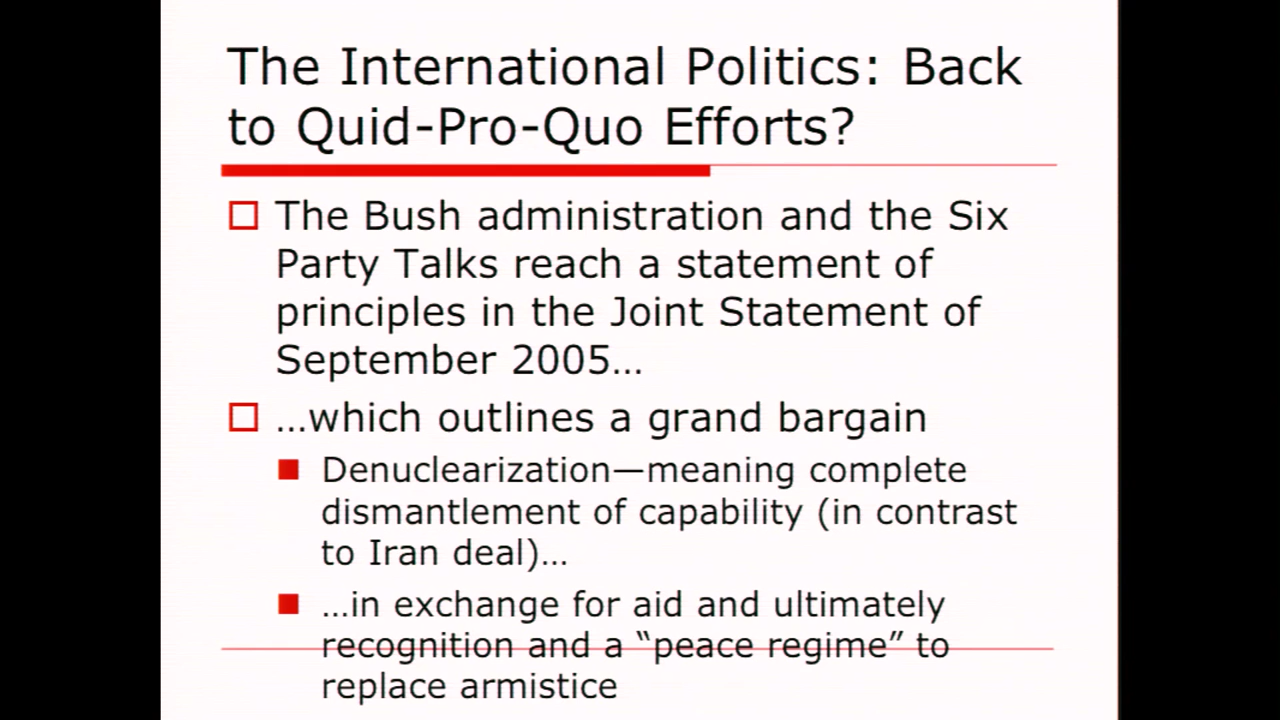 The International Politics: Back
to Quid-Pro-Quo Efforts?
The Bush administration and the Six
Party Talks reach a statement of
principles in the Joint Statement of
September 2005…
…which outlines a grand bargain
Denuclearization—meaning complete
dismantlement of capability (in contrast
to Iran deal)…
…in exchange for aid and ultimately
recognition and a “peace regime” to
replace armistice